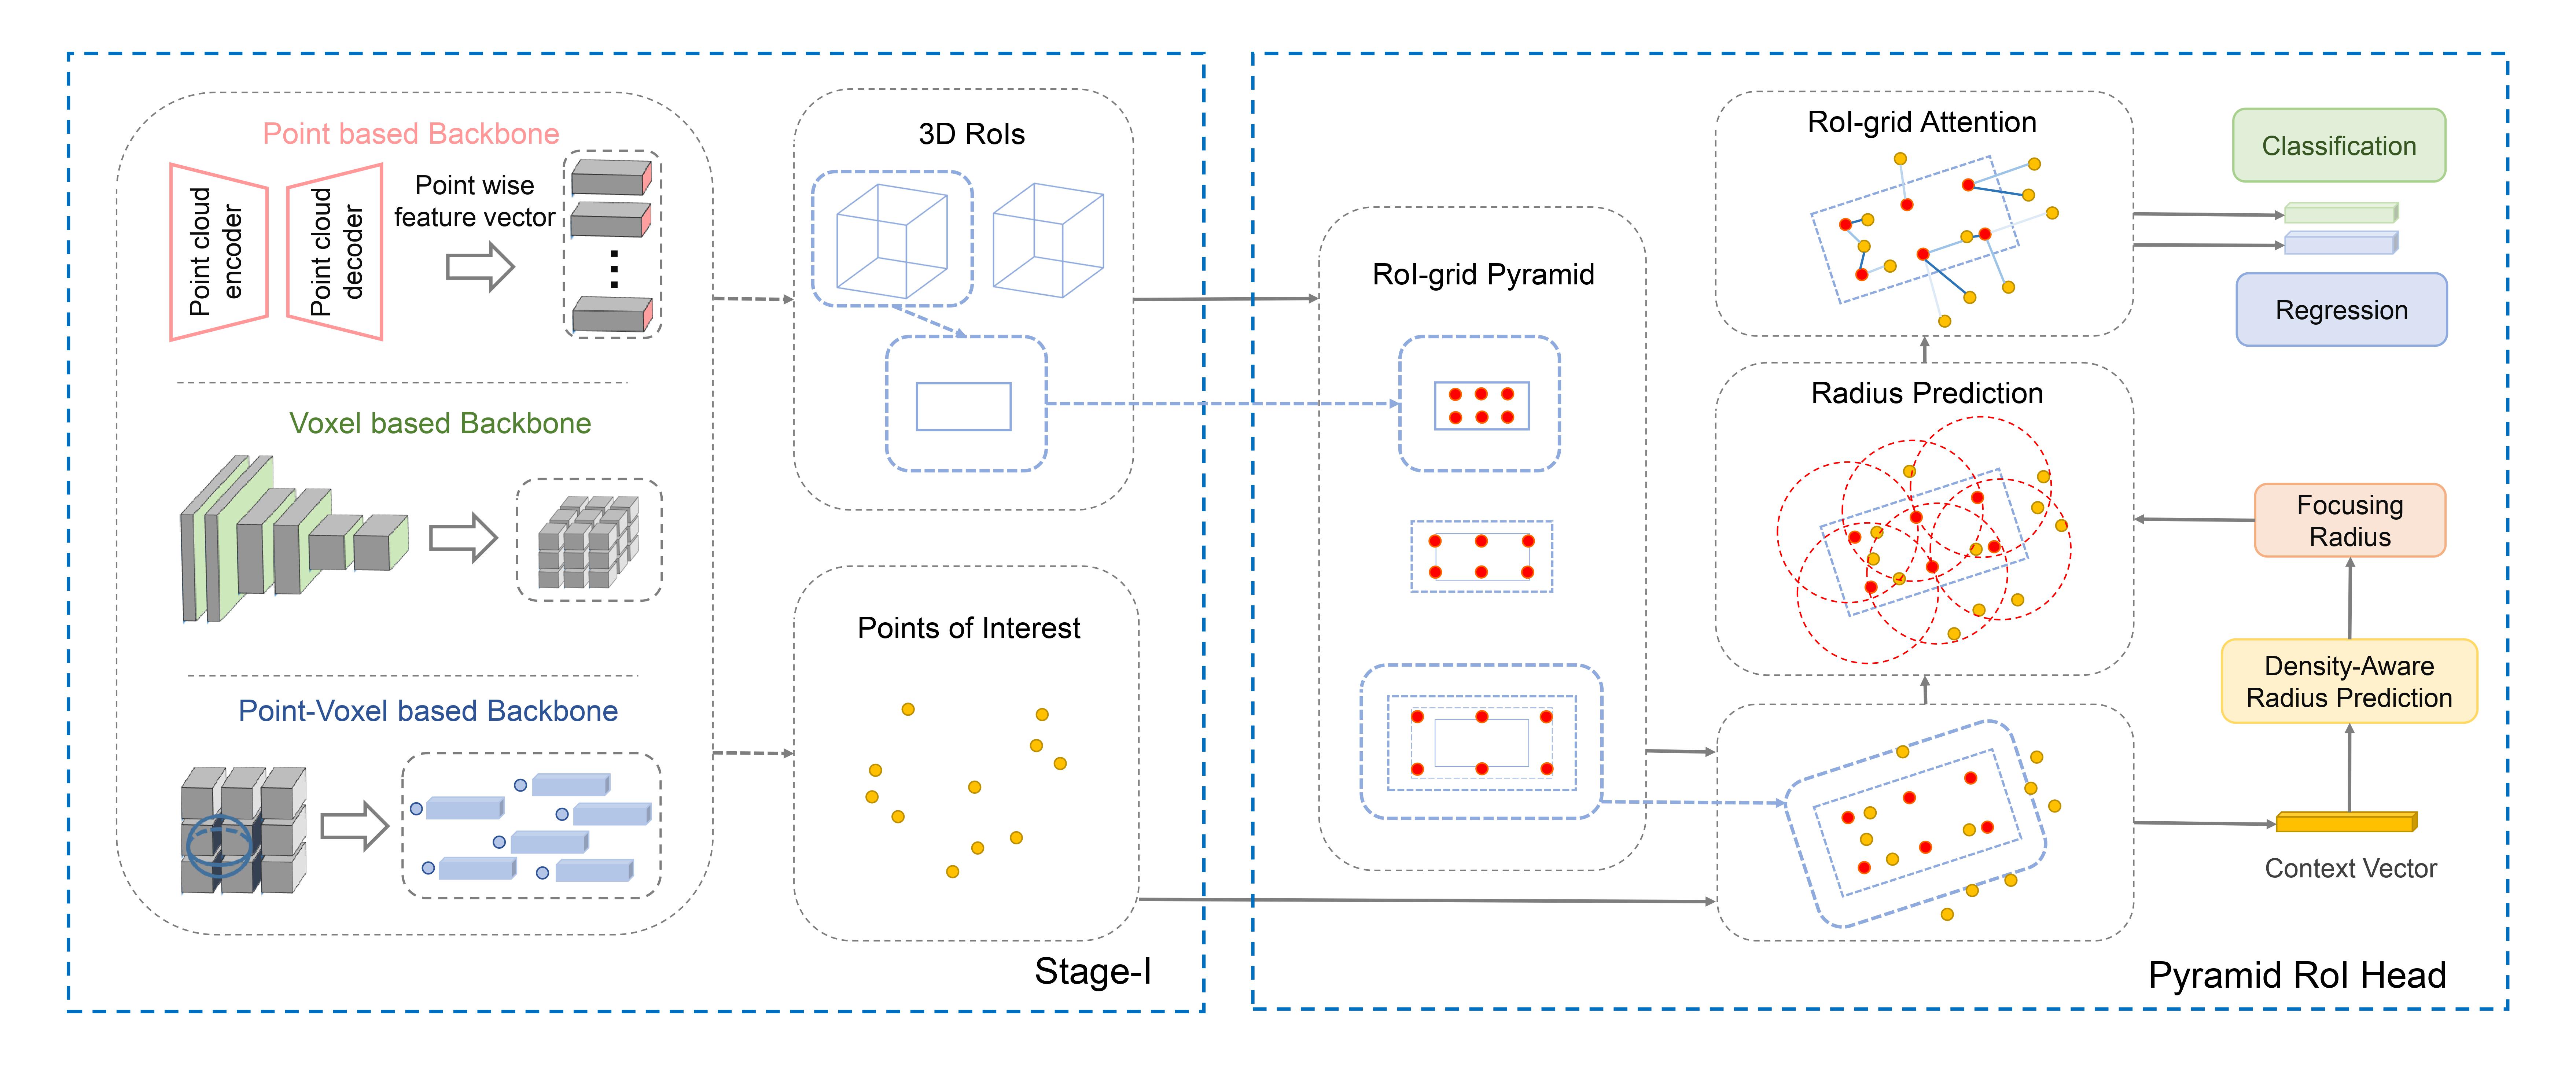 Point based Backbone
Point cloud
encoder
Point cloud
decoder
Point wise
feature vector
Voxel based Backbone
Point-Voxel based Backbone
3D RoIs
Points of Interest
Stage-I
RoI-grid Pyramid
RoI-grid Attention
Radius Prediction
Classification
Regression
Focusing
Radius
Density-Aware
Radius Prediction
Context Vector
Pyramid RoI Head